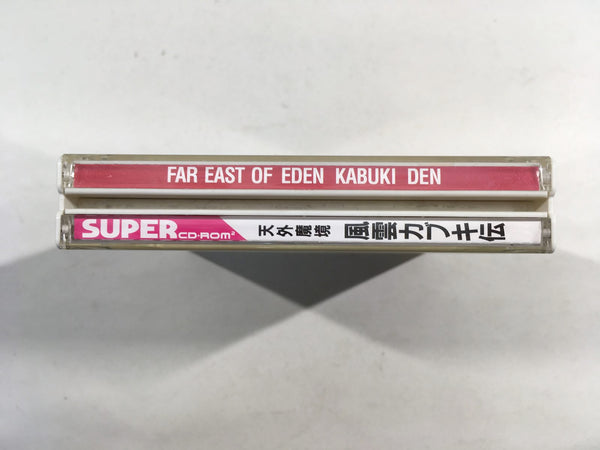 FAR EAST OF EDEN KABUKI DEN
SUPER CD-ROM² 天外魔境 風雲カブキ伝